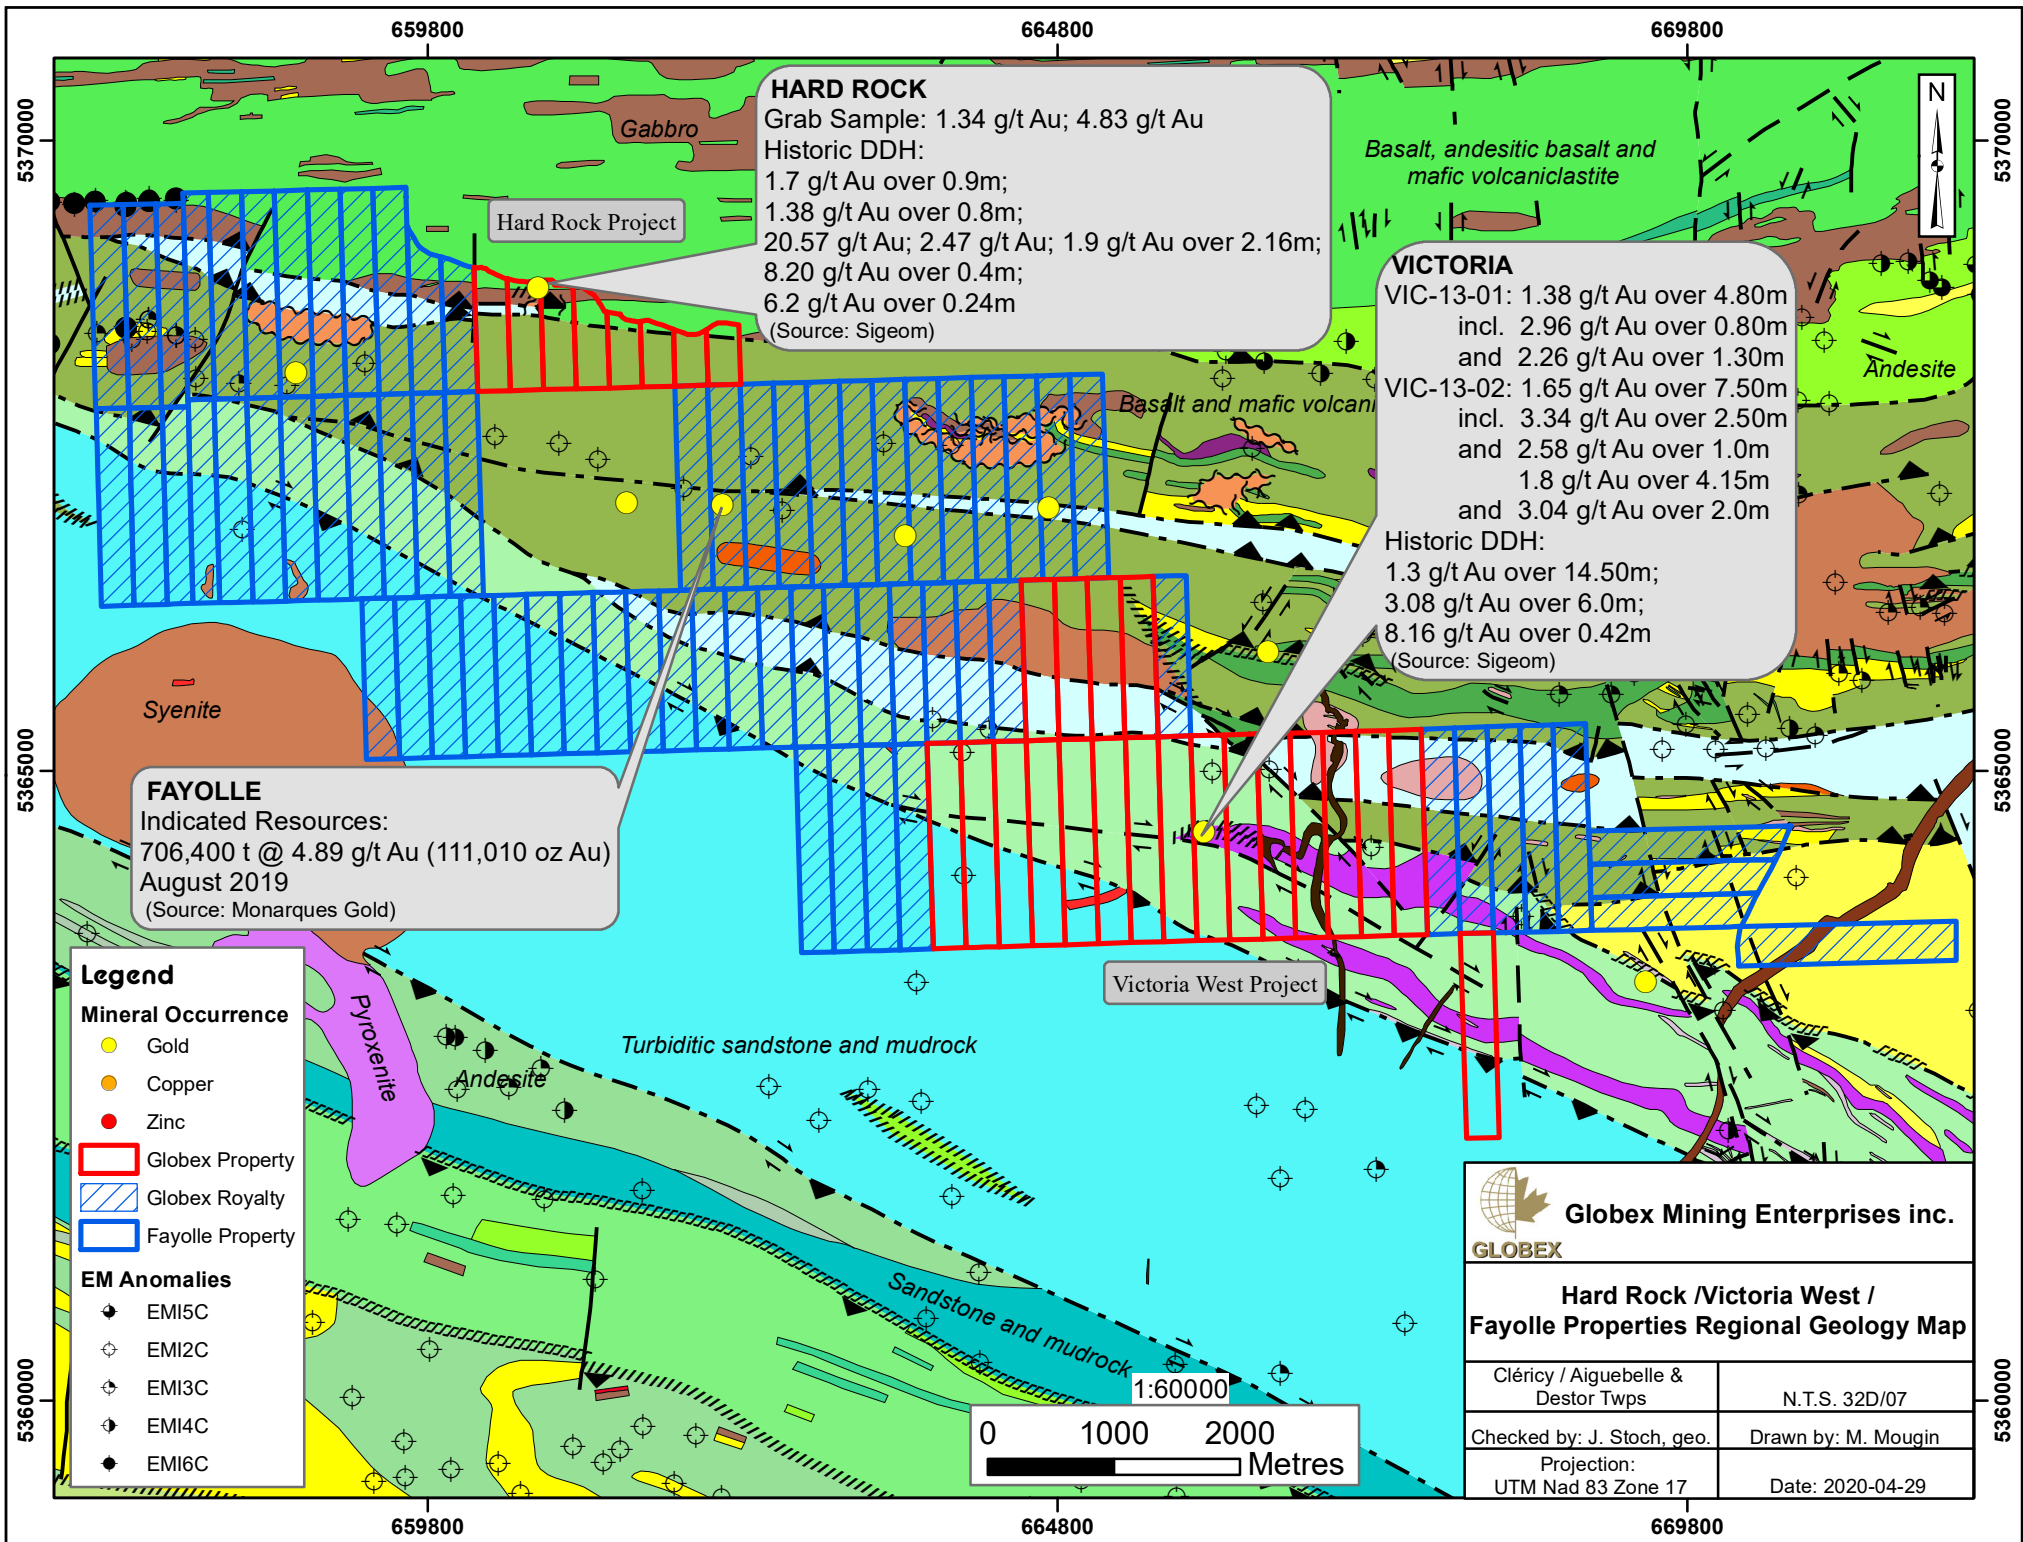 659800
664800
669800
5370000
5370000
N
HARD ROCK
Grab Sample: 1.34 g/t Au; 4.83 g/t Au
Historic DDH:
1.7 g/t Au over 0.9m;
1.38 g/t Au over 0.8m;
20.57 g/t Au; 2.47 g/t Au; 1.9 g/t Au over 2.16m;
8.20 g/t Au over 0.4m;
6.2 g/t Au over 0.24m
(Source: Sigeom)
Gabbro
Basalt, andesitic basalt and
mafic volcaniclastite
Hard Rock Project
VICTORIA
VIC-13-01: 1.38 g/t Au over 4.80m
incl. 2.96 g/t Au over 0.80m
and 2.26 g/t Au over 1.30m
VIC-13-02: 1.65 g/t Au over 7.50m
incl. 3.34 g/t Au over 2.50m
and 2.58 g/t Au over 1.0m
1.8 g/t Au over 4.15m
and 3.04 g/t Au over 2.0m
Historic DDH:
1.3 g/t Au over 14.50m;
3.08 g/t Au over 6.0m;
8.16 g/t Au over 0.42m
(Source: Sigeom)
Andesite
Basalt and mafic volcani
Syenite
5365000
5365000
FAYOLLE
Indicated Resources:
706,400 t @ 4.89 g/t Au (111,010 oz Au)
August 2019
(Source: Monarques Gold)
Victoria West Project
Pyroxenite
Andesite
Turbiditic sandstone and mudrock
Sandstone and mudrock
Legend
Mineral Occurrence
Gold
Copper
Zinc
Globex Property
Globex Royalty
Fayolle Property
EM Anomalies
EMI5C
EMI2C
EMI3C
EMI4C
EMI6C
5360000
5360000
1:60000
0 1000 2000
Metres
GLOBEX
Globex Mining Enterprises inc.
Hard Rock /Victoria West /
Fayolle Properties Regional Geology Map
Cléricy / Aiguebelle &
Destor Twps
N.T.S. 32D/07
Checked by: J. Stoch, geo.
Drawn by: M. Mougin
Projection:
UTM Nad 83 Zone 17
Date: 2020-04-29
659800
664800
669800